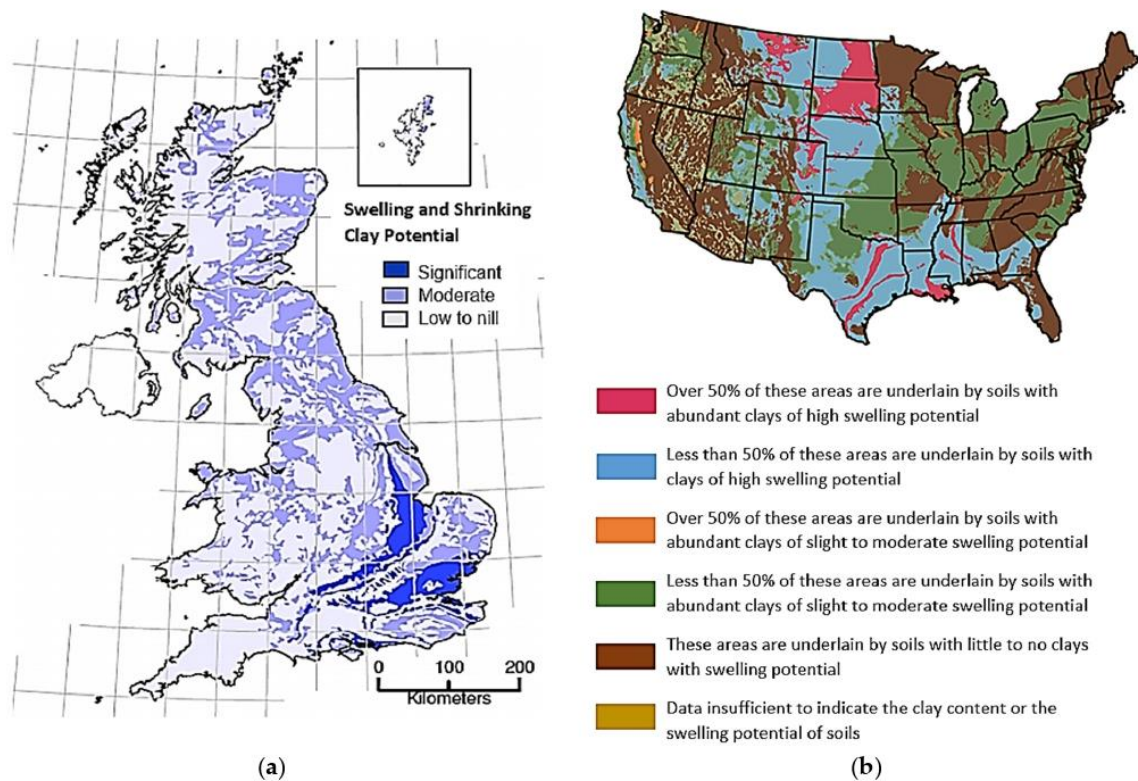 Swelling and Shrinking
Clay Potential
Significant
Moderate
Low to nill
0 100 200
Kilometers
(a)
Over 50% of these areas are underlain by soils with
abundant clays of high swelling potential
Less than 50% of these areas are underlain by soils with
clays of high swelling potential
Over 50% of these areas are underlain by soils with
abundant clays of slight to moderate swelling potential
Less than 50% of these areas are underlain by soils with
abundant clays of slight to moderate swelling potential
These areas are underlain by soils with little to no clays
with swelling potential
Data insufficient to indicate the clay content or the
swelling potential of soils
(b)